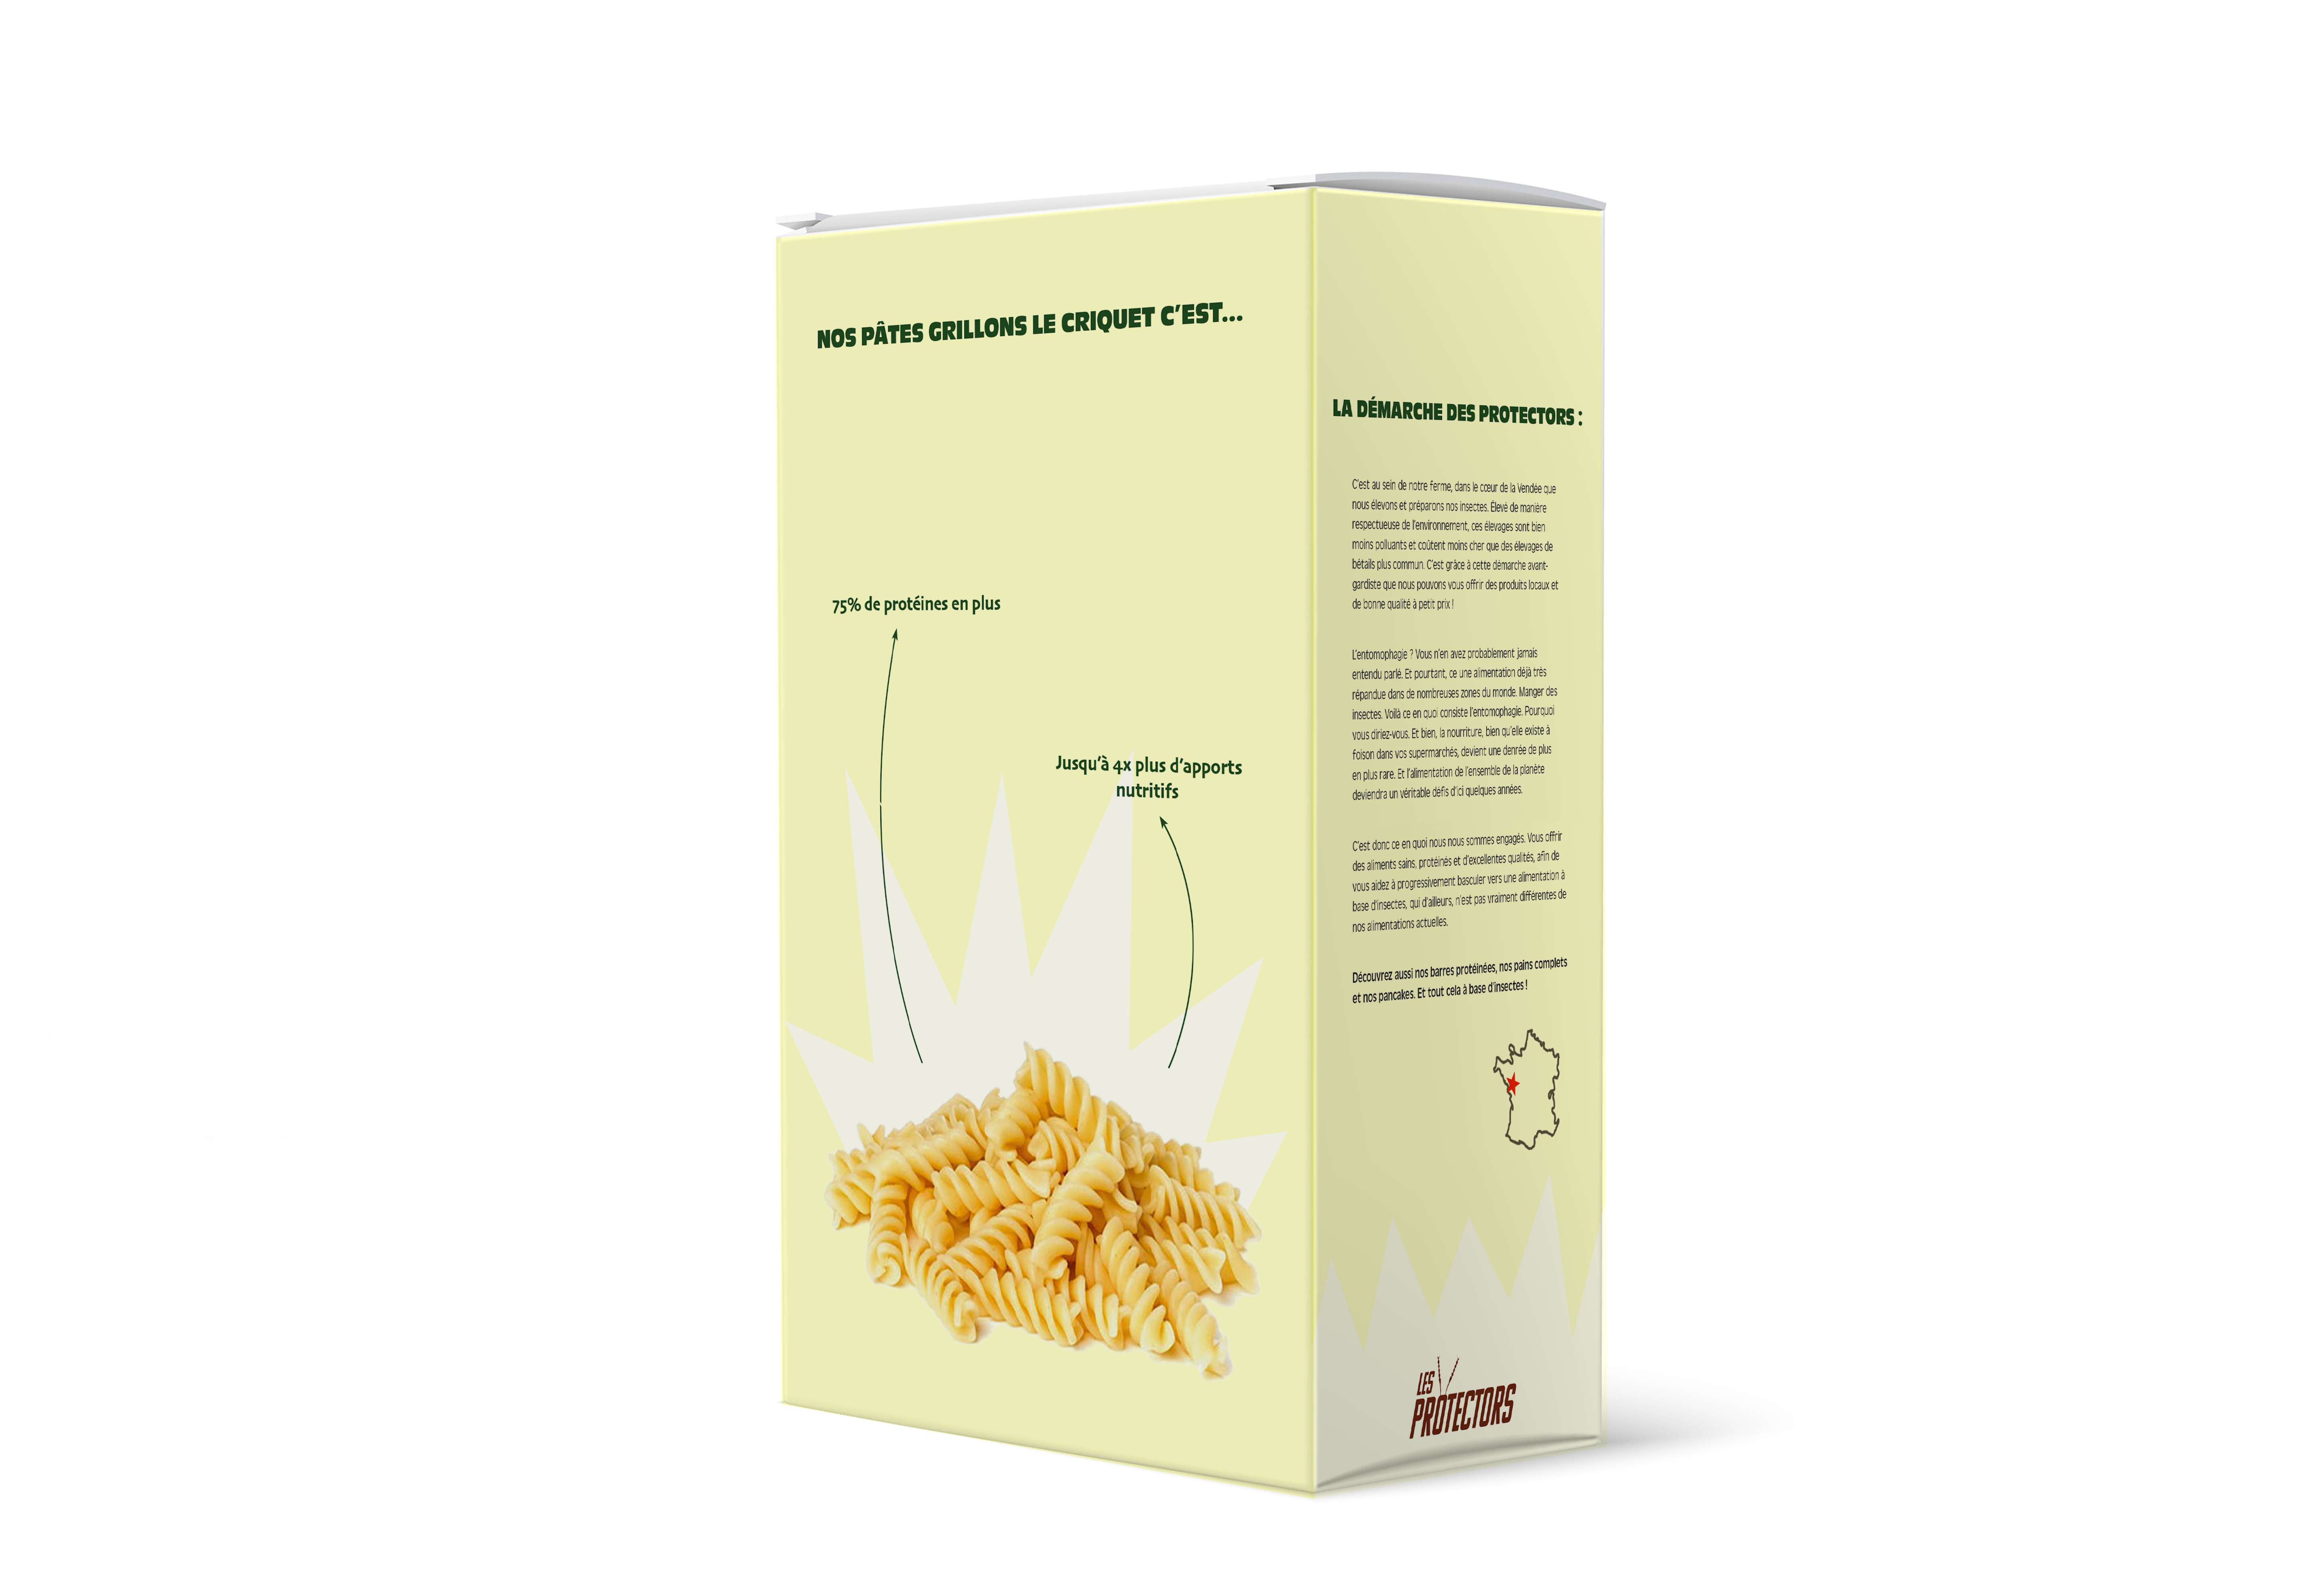 NOS PÂTES GRILLONS LE CRIQUET C'EST...
75% de protéines en plus
Jusqu'à 4x plus d'apports
nutritifs
LA DÉMARCHE DES PROTECTORS :
C'est au sein de notre ferme, dans le cœur de la Vendée que
nous élevons et préparons nos insectes. Élevé de manière
respectueuse de l'environnement, ces élevages sont bien
moins polluants et coûtent moins cher que des élevages de
bétails plus commun. C'est grâce à cette démarche avant-
gardiste que nous pouvons vous offrir des produits locaux et
de bonne qualité à petit prix !
L'entomophagie ? Vous n'en avez probablement jamais
entendu parlé. Et pourtant, ce une alimentation déjà très
répandue dans de nombreuses zones du monde. Manger des
insectes. Voilà ce en quoi consiste l'entomophagie. Pourquoi
vous diriez-vous. Et bien, la nourriture, bien qu'elle existe à
foison dans vos supermarchés, devient une denrée de plus
en plus rare. Et l'alimentation de l'ensemble de la planète
deviendra un véritable défis d'ici quelques années.
C'est donc ce en quoi nous nous sommes engagés. Vous offrir
des aliments sains, protéinés et d'excellentes qualités, afin de
vous aidez à progressivement basculer vers une alimentation à
base d'insectes, qui d'ailleurs, n'est pas vraiment différentes de
nos alimentations actuelles.
Découvrez aussi nos barres protéinées, nos pains complets
et nos pancakes. Et tout cela à base d'insectes !
LES
PROTECTORS